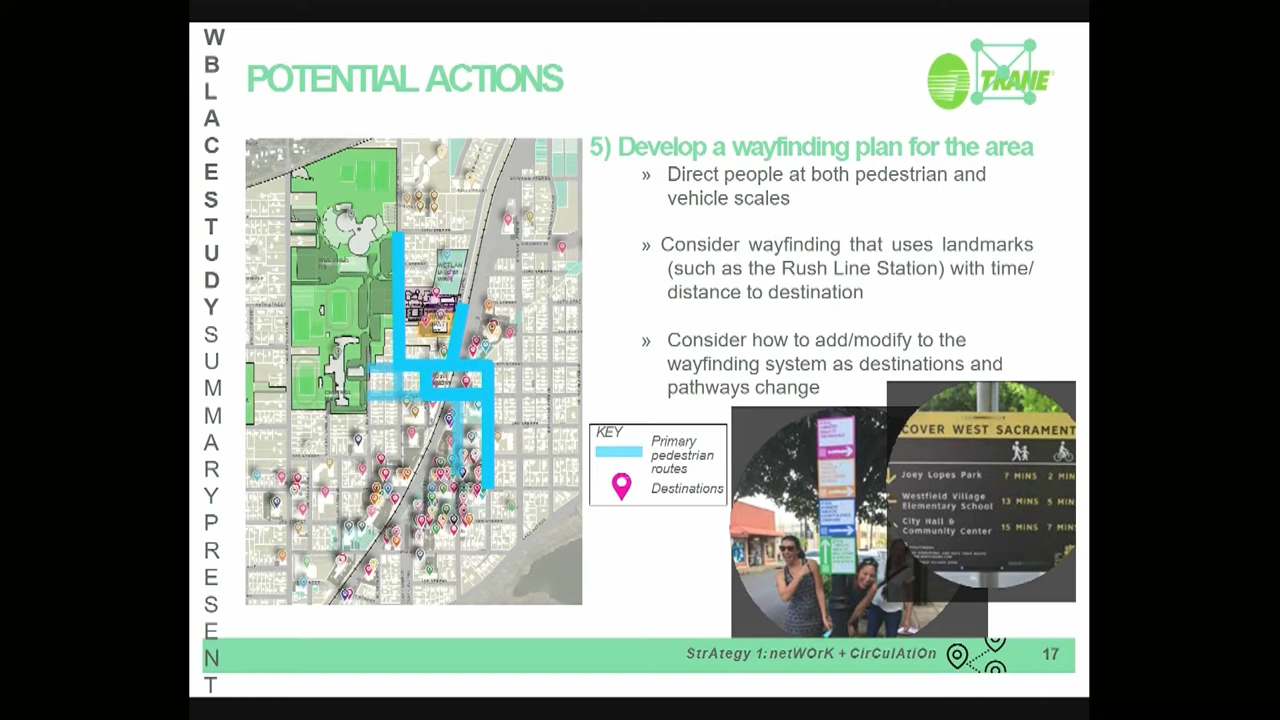 W
B
L
A
C
E
S
T
U
D
Y
S
U
M
M
A
R
Y
P
R
E
S
E
N
T
POTENTIAL ACTIONS
TRANE
5) Develop a wayfinding plan for the area
» Direct people at both pedestrian and
vehicle scales
» Consider wayfinding that uses landmarks
(such as the Rush Line Station) with time/
distance to destination
» Consider how to add/modify to the
wayfinding system as destinations and
pathways change
KEY
Primary
pedestrian
routes
Destinations
COVER WEST SACRAMENT
Joey Lopes Park 7 MINS 2 MIN
Westfield Village
Elementary School 13 MINS 5 MIN
City Hall &
Community Center 15 MINS 7 MIN
StrAtegy 1: netWOrK + CirCulAtIOn
17